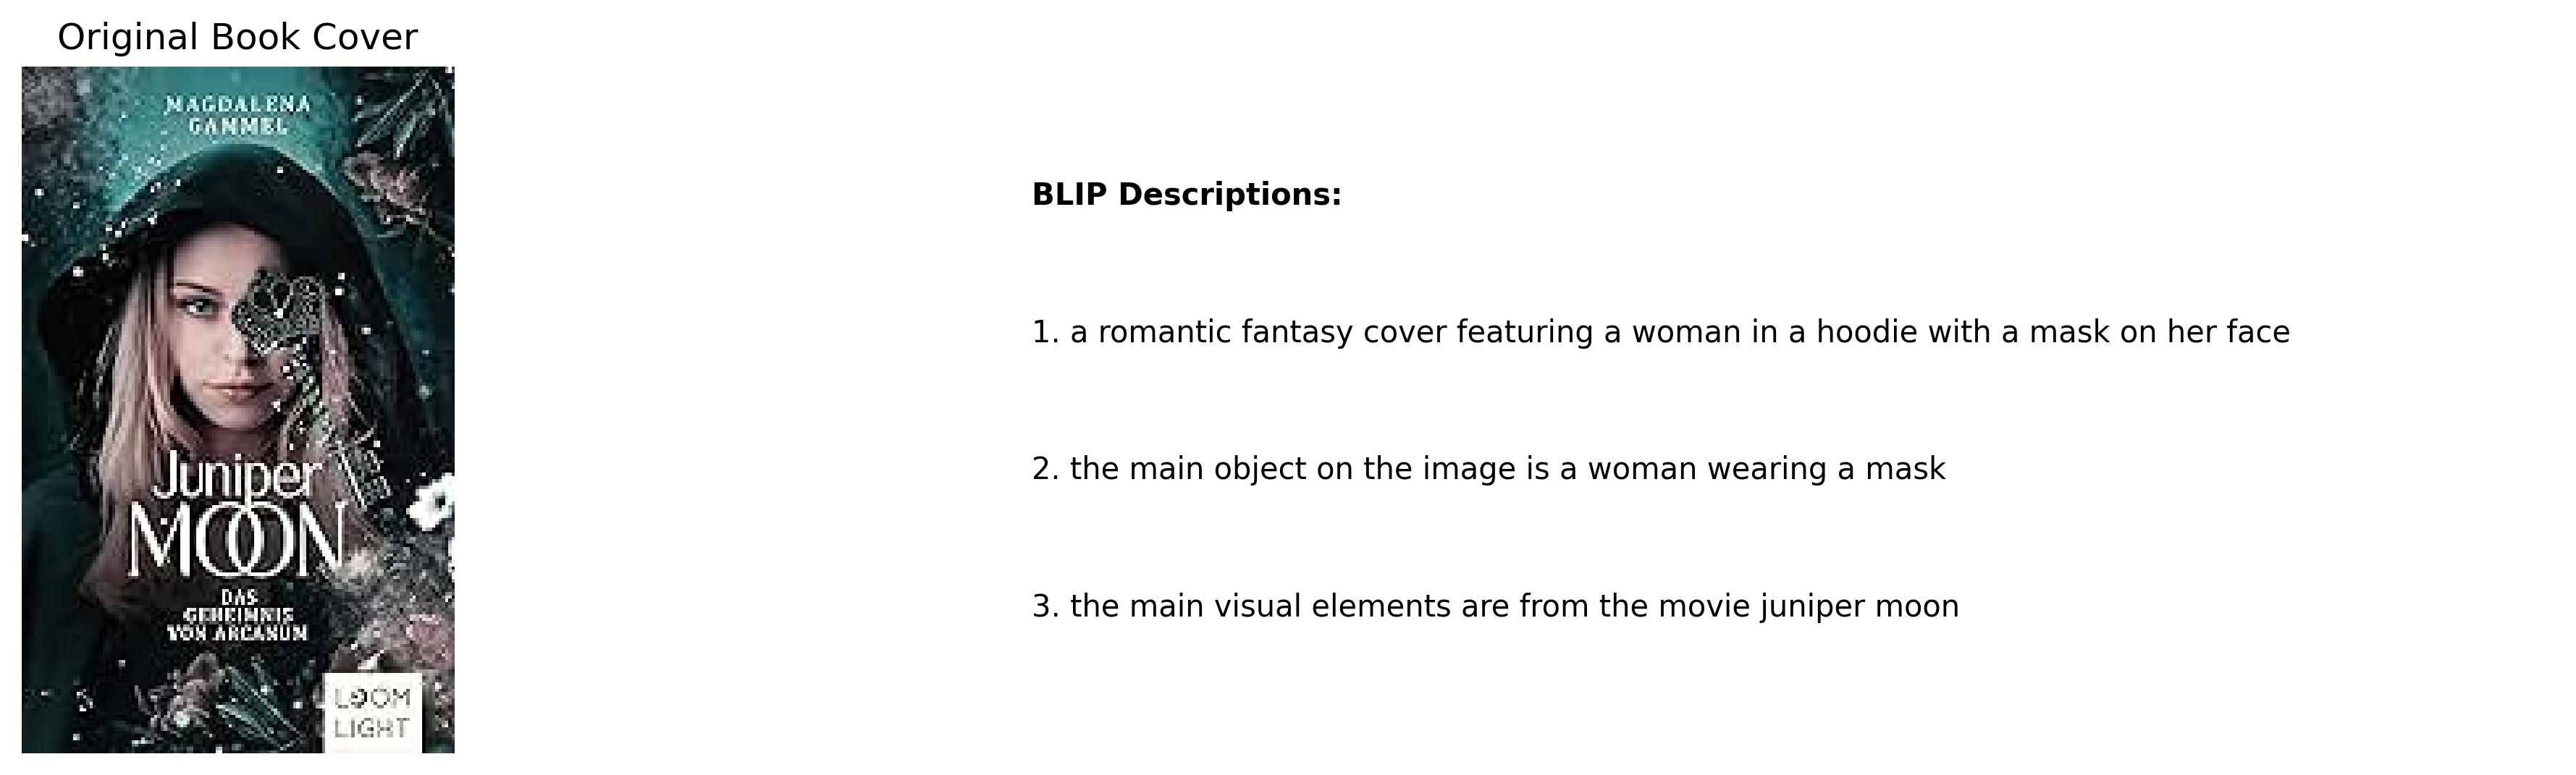 Original Book Cover
MAGDALENA
GAMMEL
Juniper
MOON
DAS
GEHEIMNIS
VON ARCANUM
LOOM
LIGHT
BLIP Descriptions:
1. a romantic fantasy cover featuring a woman in a hoodie with a mask on her face
2. the main object on the image is a woman wearing a mask
3. the main visual elements are from the movie juniper moon